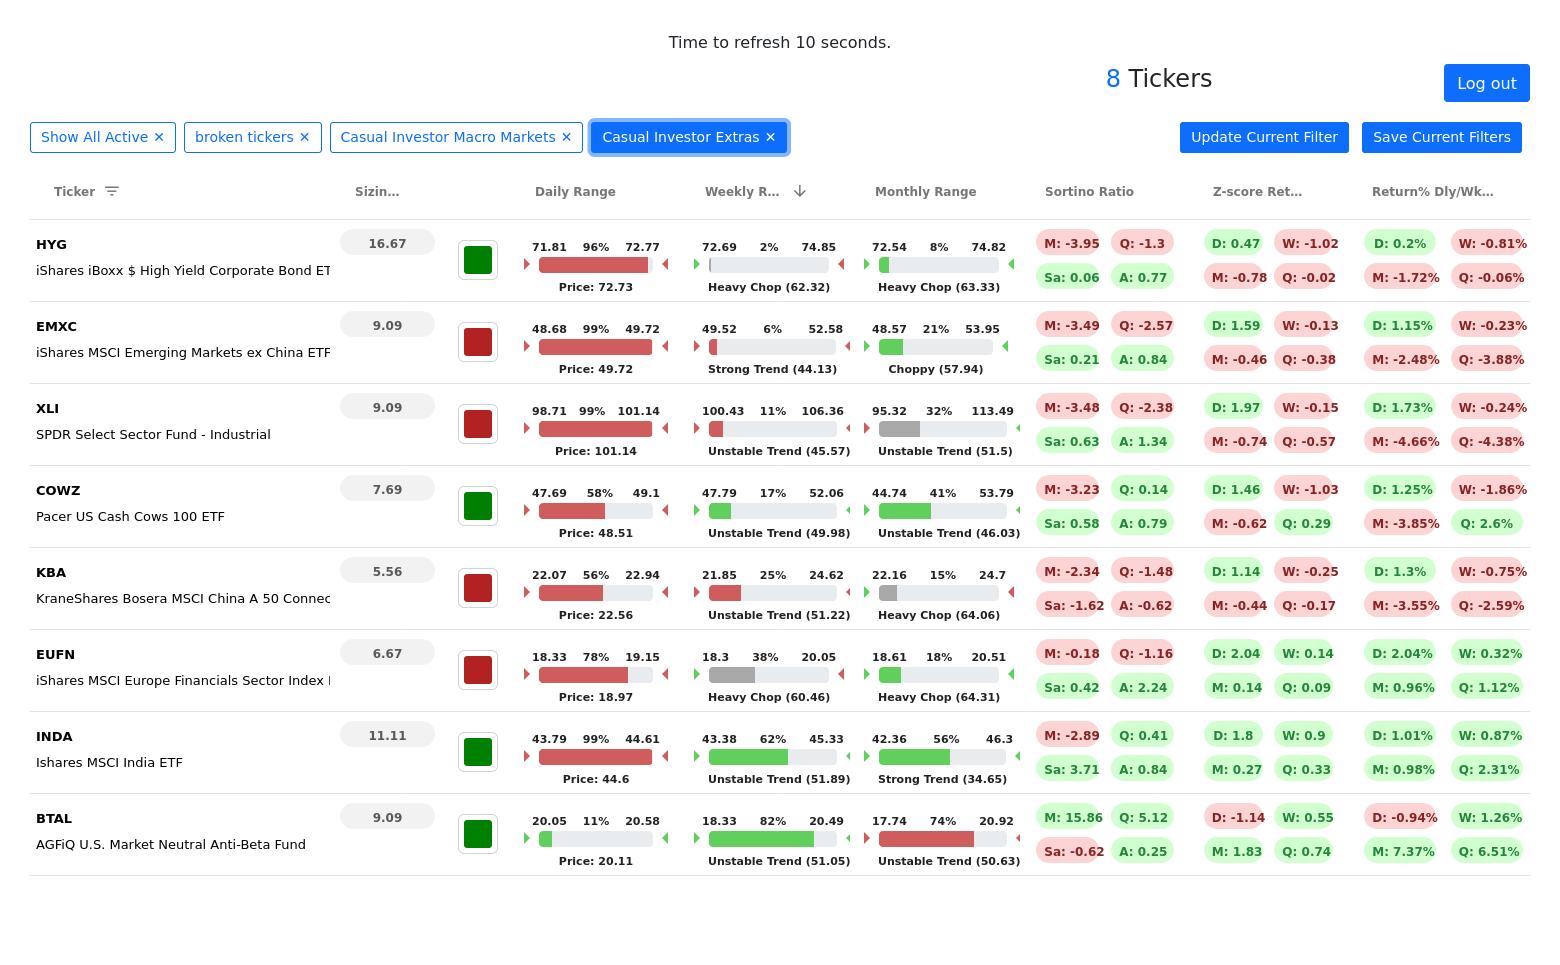 Time to refresh 10 seconds.
8 Tickers
Log out
Show All Active ✕ broken tickers ✕ Casual Investor Macro Markets ✕ Casual Investor Extras ✕ Update Current Filter Save Current Filters
Ticker Sizin… Daily Range Weekly R… Monthly Range Sortino Ratio Z-score Ret… Return% Dly/Wk…
HYG 16.67 71.81 96% 72.77 72.69 2% 74.85 72.54 8% 74.82 M: -3.95 Q: -1.3 D: 0.47 W: -1.02 D: 0.2% W: -0.81%
iShares iBoxx $ High Yield Corporate Bond ET Sa: 0.06 A: 0.77 M: -0.78 Q: -0.02 M: -1.72% Q: -0.06%
Price: 72.73 Heavy Chop (62.32) Heavy Chop (63.33)
EMXC 9.09 48.68 99% 49.72 49.52 6% 52.58 48.57 21% 53.95 M: -3.49 Q: -2.57 D: 1.59 W: -0.13 D: 1.15% W: -0.23%
iShares MSCI Emerging Markets ex China ETF Sa: 0.21 A: 0.84 M: -0.46 Q: -0.38 M: -2.48% Q: -3.88%
Price: 49.72 Strong Trend (44.13) Choppy (57.94)
XLI 9.09 98.71 99% 101.14 100.43 11% 106.36 95.32 32% 113.49 M: -3.48 Q: -2.38 D: 1.97 W: -0.15 D: 1.73% W: -0.24%
SPDR Select Sector Fund - Industrial Sa: 0.63 A: 1.34 M: -0.74 Q: -0.57 M: -4.66% Q: -4.38%
Price: 101.14 Unstable Trend (45.57) Unstable Trend (51.5)
COWZ 7.69 47.69 58% 49.1 47.79 17% 52.06 44.74 41% 53.79 M: -3.23 Q: 0.14 D: 1.46 W: -1.03 D: 1.25% W: -1.86%
Pacer US Cash Cows 100 ETF Sa: 0.58 A: 0.79 M: -0.62 Q: 0.29 M: -3.85% Q: 2.6%
Price: 48.51 Unstable Trend (49.98) Unstable Trend (46.03)
KBA 5.56 22.07 56% 22.94 21.85 25% 24.62 22.16 15% 24.7 M: -2.34 Q: -1.48 D: 1.14 W: -0.25 D: 1.3% W: -0.75%
KraneShares Bosera MSCI China A 50 Connec Sa: -1.62 A: -0.62 M: -0.44 Q: -0.17 M: -3.55% Q: -2.59%
Price: 22.56 Unstable Trend (51.22) Heavy Chop (64.06)
EUFN 6.67 18.33 78% 19.15 18.3 38% 20.05 18.61 18% 20.51 M: -0.18 Q: -1.16 D: 2.04 W: 0.14 D: 2.04% W: 0.32%
iShares MSCI Europe Financials Sector Index Sa: 0.42 A: 2.24 M: 0.14 Q: 0.09 M: 0.96% Q: 1.12%
Price: 18.97 Heavy Chop (60.46) Heavy Chop (64.31)
INDA 11.11 43.79 99% 44.61 43.38 62% 45.33 42.36 56% 46.3 M: -2.89 Q: 0.41 D: 1.8 W: 0.9 D: 1.01% W: 0.87%
Ishares MSCI India ETF Sa: 3.71 A: 0.84 M: 0.27 Q: 0.33 M: 0.98% Q: 2.31%
Price: 44.6 Unstable Trend (51.89) Strong Trend (34.65)
BTAL 9.09 20.05 11% 20.58 18.33 82% 20.49 17.74 74% 20.92 M: 15.86 Q: 5.12 D: -1.14 W: 0.55 D: -0.94% W: 1.26%
AGFiQ U.S. Market Neutral Anti-Beta Fund Sa: -0.62 A: 0.25 M: 1.83 Q: 0.74 M: 7.37% Q: 6.51%
Price: 20.11 Unstable Trend (51.05) Unstable Trend (50.63)